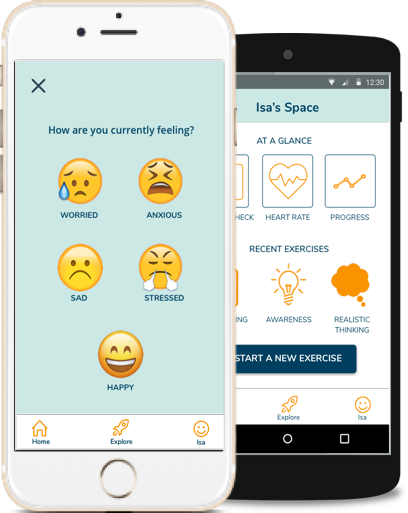 How are you currently feeling?
WORRIED
ANXIOUS
SAD
STRESSED
HAPPY
Home
Explore
Isa
12:30
Isa's Space
AT A GLANCE
HECK
HEART RATE
PROGRESS
RECENT EXERCISES
NG
AWARENESS
REALISTIC
THINKING
START A NEW EXERCISE
Explore
Isa